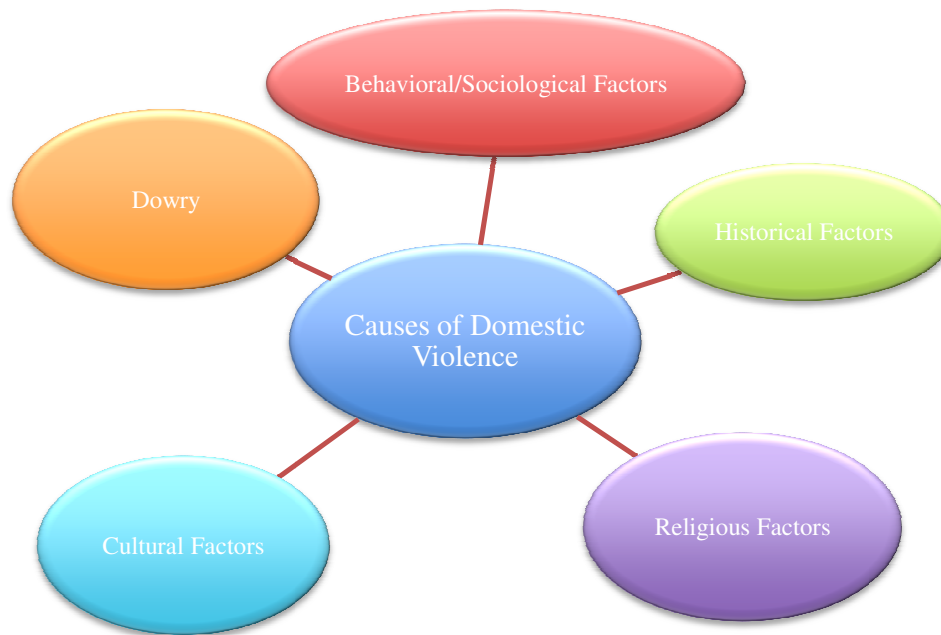 Behavioral/Sociological Factors
Dowry
Historical Factors
Causes of Domestic
Violence
Religious Factors
Cultural Factors